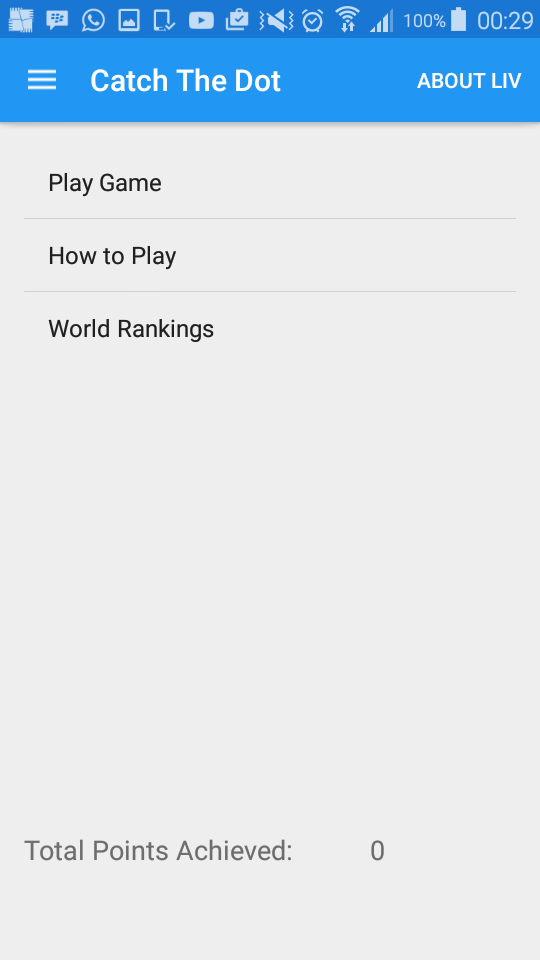 100% 00:29
Catch The Dot ABOUT LIV
Play Game
How to Play
World Rankings
Total Points Achieved: 0